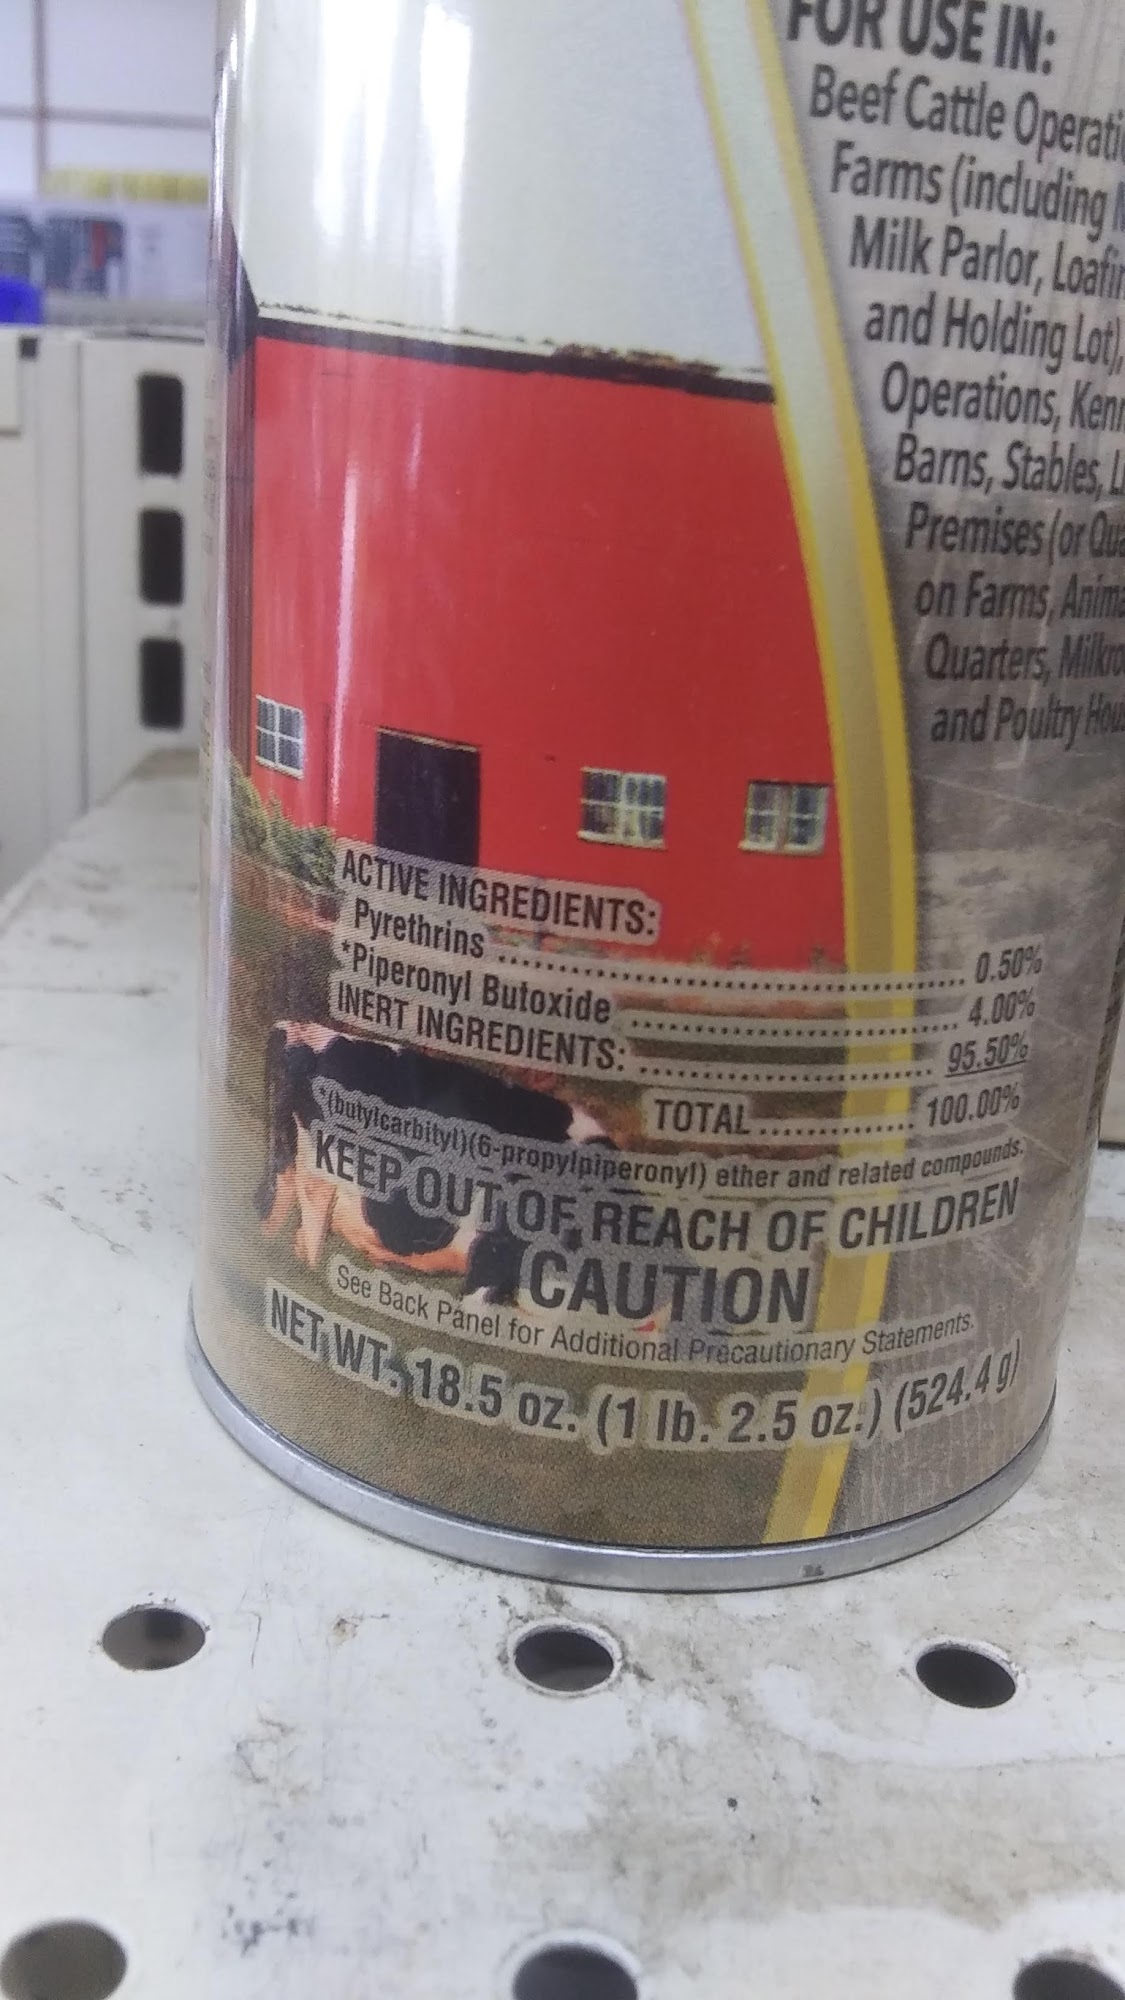 FOR USE IN:
Beef Cattle
Farms (including
Milk Parlor,
and Holding Lot),
Operations,
Barns, Stables,
Premises (or
on Farms,
Quarters,
and Poultry
ACTIVE INGREDIENTS:
Pyrethrins ........................ 0.50%
*Piperonyl Butoxide ........................ 4.00%
INERT INGREDIENTS: ........................ 95.50%
TOTAL ............... 100.00%
*(butylcarbityl)(6-propylpiperonyl) ether and related compounds.
KEEP OUT OF REACH OF CHILDREN
CAUTION
See Back Panel for Additional Precautionary Statements.
NET WT. 18.5 oz. (1 lb. 2.5 oz.) (524.4 g)